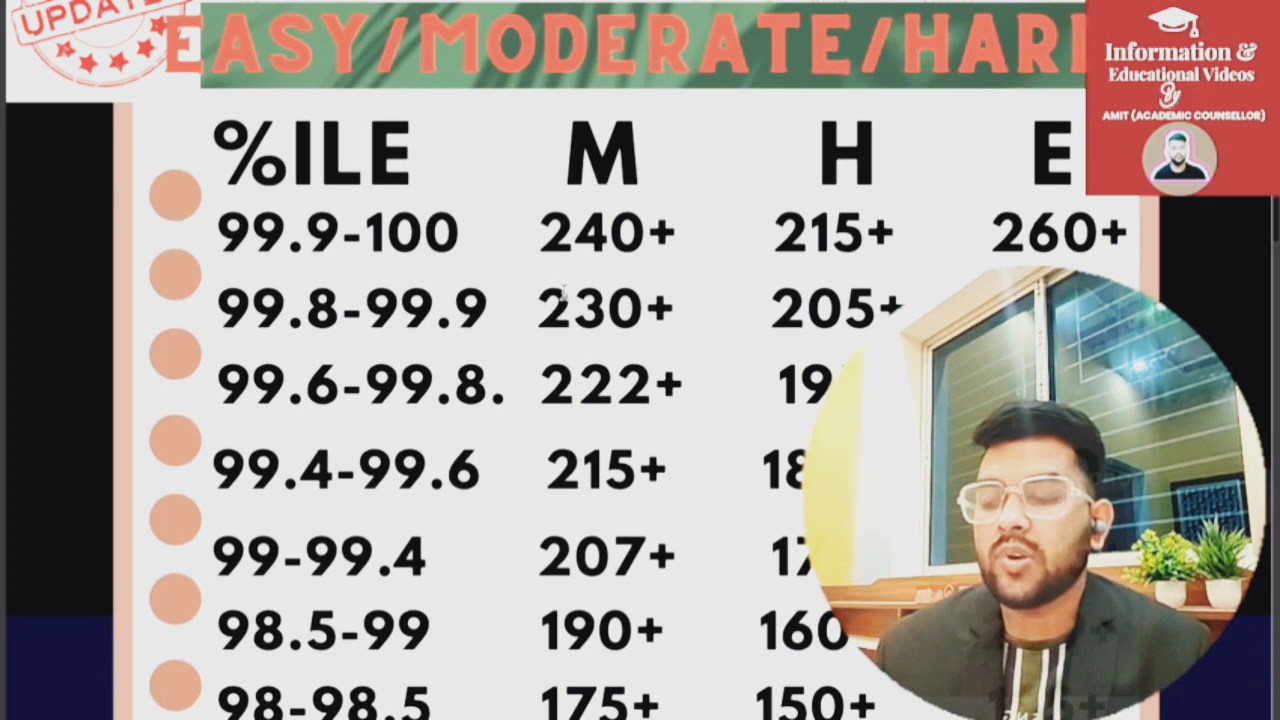 UPDATE
EASY/MODERATE/HARD
Information &
Educational Videos
By
AMIT (ACADEMIC COUNSELLOR)
%ILE M H E
99.9-100 240+ 215+ 260+
99.8-99.9 230+ 205+
99.6-99.8. 222+
99.4-99.6 215+
99-99.4 207+
98.5-99 190+ 160
98-98.5 175+ 150+